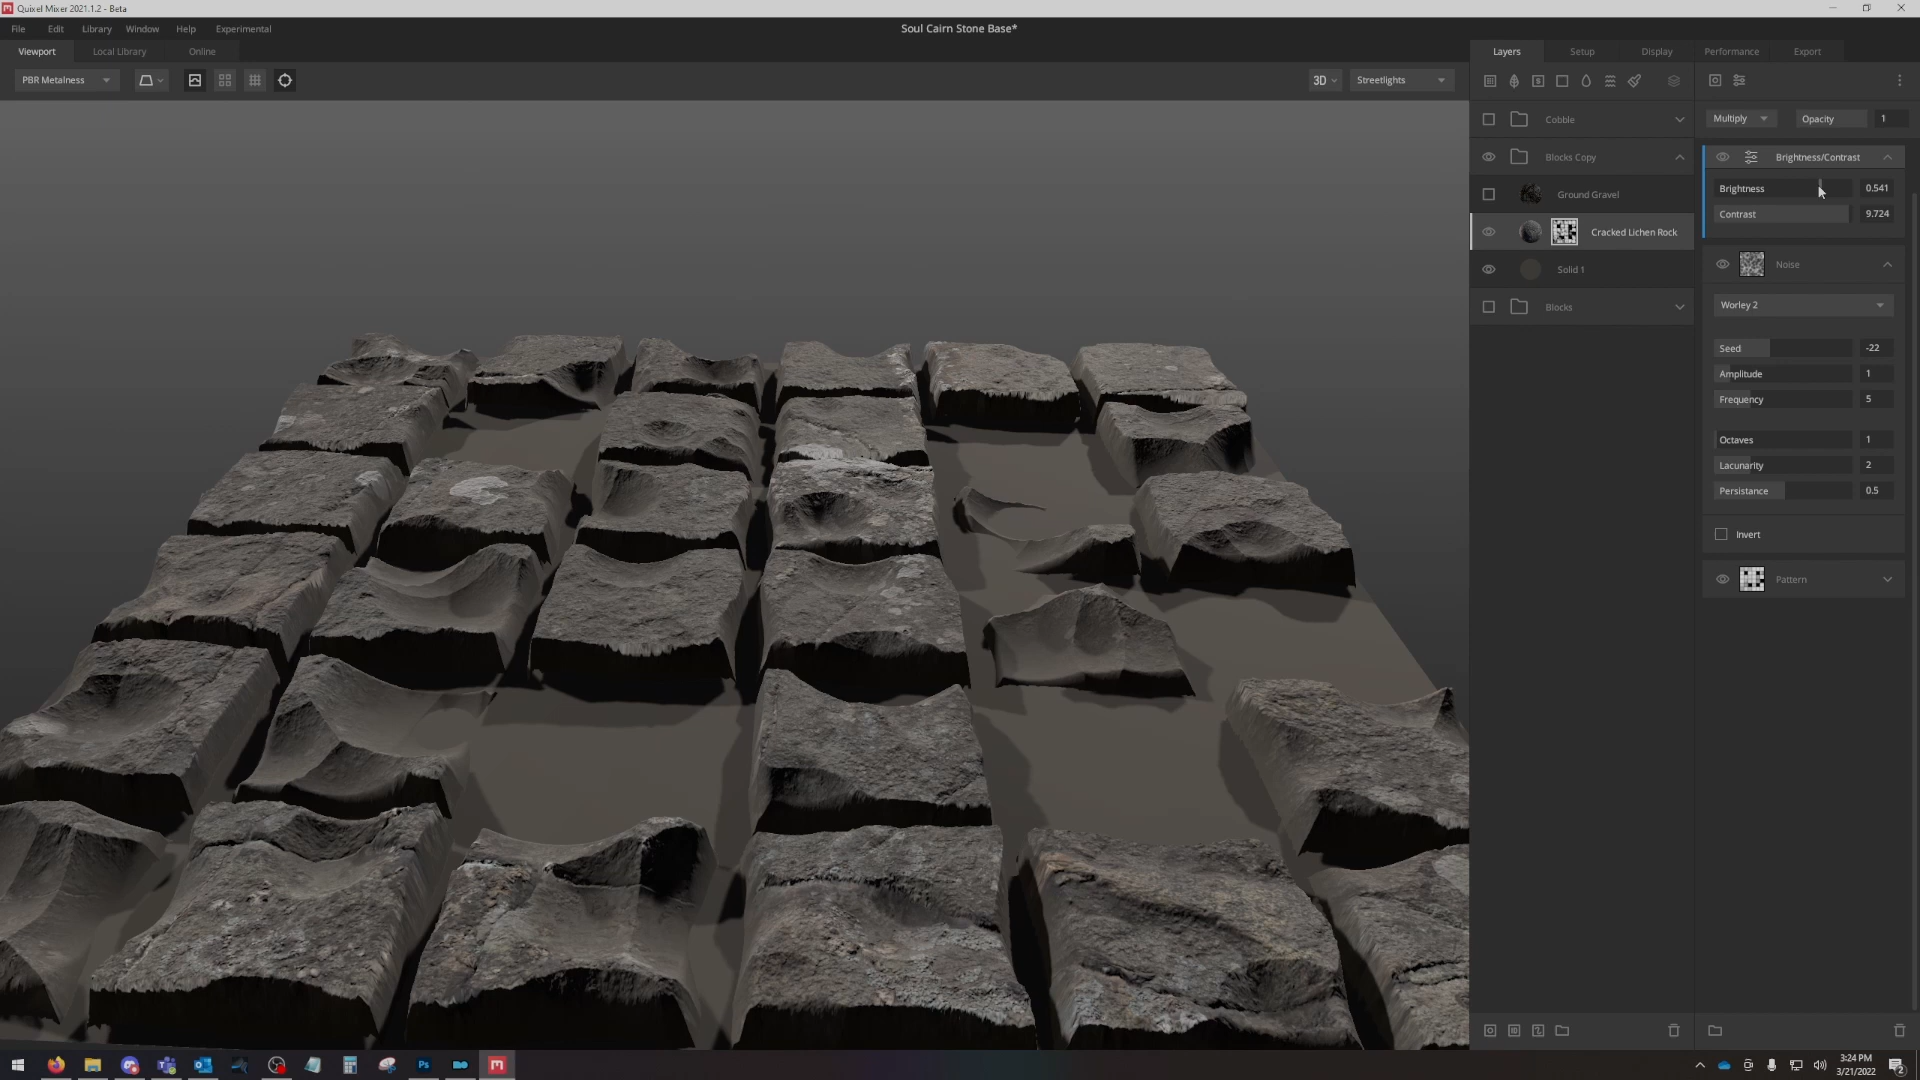 Quixel Mixer 2021.1.2 - Beta
File Edit Library Window Help Experimental
Soul Cairn Stone Base*
Viewport Local Library Online
Layers Setup Display Performance Export
PBR Metalness
3D Streetlights
Cobble
Multiply Opacity 1
Blocks Copy
Brightness/Contrast
Ground Gravel
Brightness 0.541
Contrast 9.724
Cracked Lichen Rock
Solid 1
Noise
Blocks
Worley 2
Seed -22
Amplitude 1
Frequency 5
Octaves 1
Lacunarity 2
Persistance 0.5
Invert
Pattern
Ps
3:24 PM
3/21/2022
2